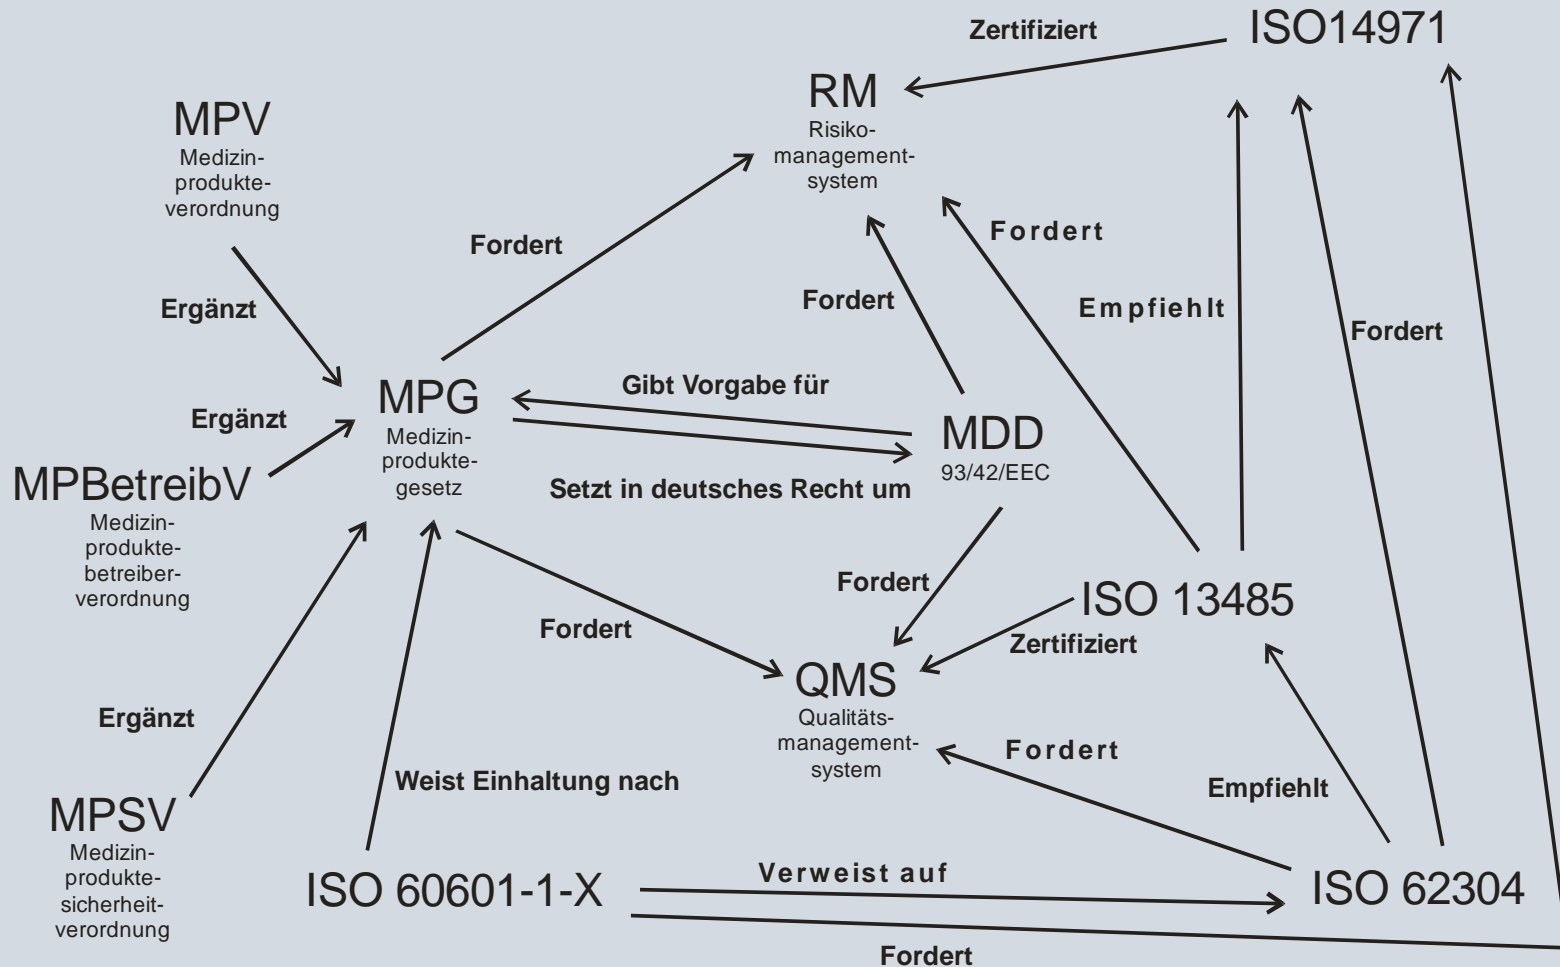 Zertifiziert
ISO14971
RM
Risiko-
management-
system
MPV
Medizin-
produkte-
verordnung
Fordert
Fordert
Ergänzt
Fordert
Empfiehlt
Fordert
Gibt Vorgabe für
MPG
Medizin-
produkte-
gesetz
Ergänzt
MDD
93/42/EEC
MPBetreibV
Medizin-
produkte-
betreiber-
verordnung
Setzt in deutsches Recht um
Fordert
ISO 13485
Fordert
Zertifiziert
QMS
Qualitäts-
management-
system
Ergänzt
Fordert
Weist Einhaltung nach
Empfiehlt
MPSV
Medizin-
produkte-
sicherheit-
verordnung
ISO 60601-1-X
Verweist auf
ISO 62304
Fordert